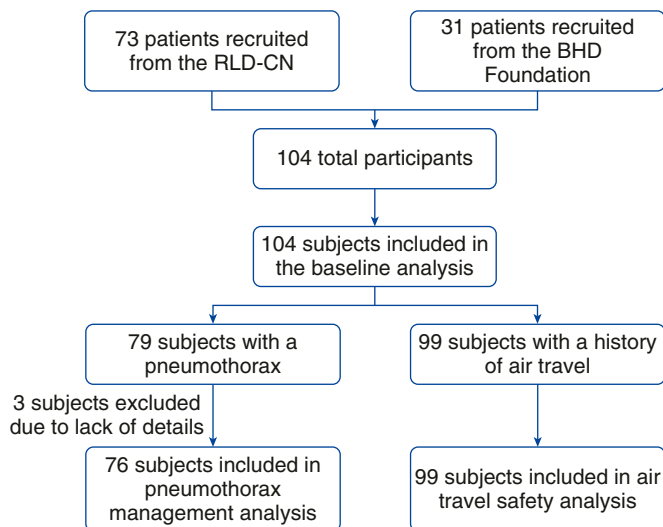 73 patients recruited
from the RLD-CN
31 patients recruited
from the BHD
Foundation
104 total participants
104 subjects included in
the baseline analysis
79 subjects with a
pneumothorax
99 subjects with a history
of air travel
3 subjects excluded
due to lack of details
76 subjects included in
pneumothorax
management analysis
99 subjects included in air
travel safety analysis